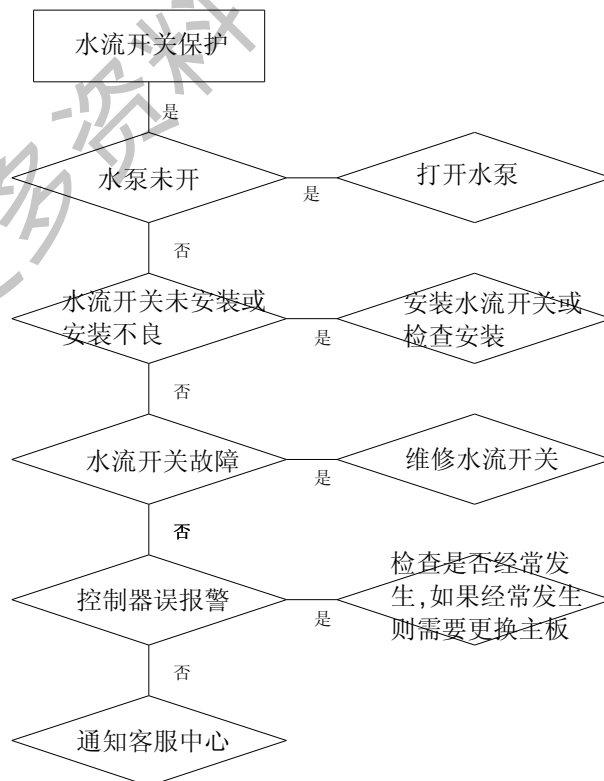 水流开关保护
是
水泵未开
是
打开水泵
否
水流开关未安装或
安装不良
是
安装水流开关或
检查安装
否
水流开关故障
是
维修水流开关
否
控制器误报警
是
检查是否经常发
生,如果经常发生
则需要更换主板
否
通知客服中心
多资料